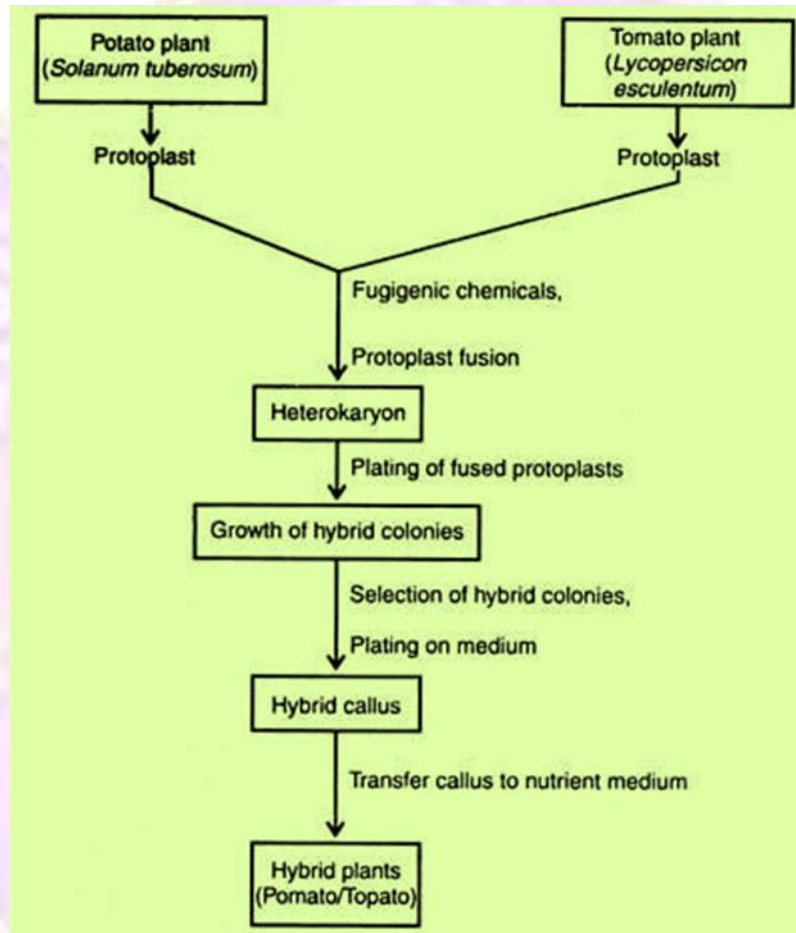 Potato plant
(Solanum tuberosum)
Tomato plant
(Lycopersicon
esculentum)
Protoplast
Protoplast
Fugigenic chemicals,
Protoplast fusion
Heterokaryon
Plating of fused protoplasts
Growth of hybrid colonies
Selection of hybrid colonies,
Plating on medium
Hybrid callus
Transfer callus to nutrient medium
Hybrid plants
(Pomato/Topato)